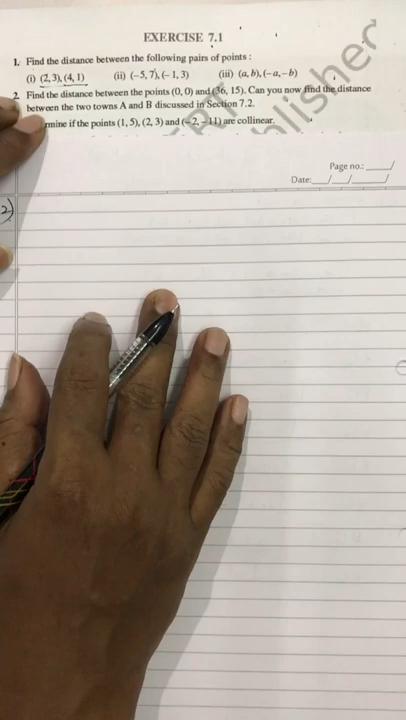 EXERCISE 7.1
1. Find the distance between the following pairs of points :
(i) (2, 3), (4, 1) (ii) (−5, 7), (−1, 3) (iii) (a, b), (−a, −b)
2. Find the distance between the points (0, 0) and (36, 15). Can you now find the distance
between the two towns A and B discussed in Section 7.2.
rmine if the points (1, 5), (2, 3) and (−2, −11) are collinear.
Page no.:
Date: / /
2)